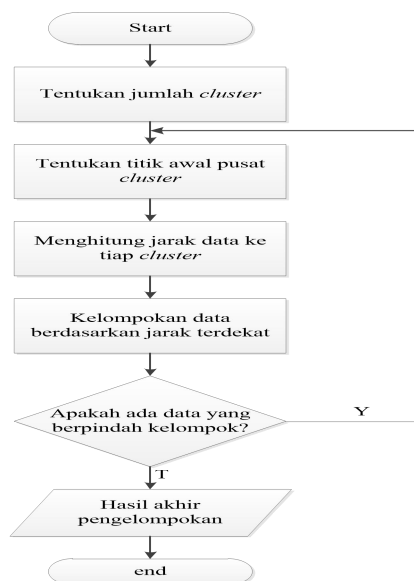 Start
Tentukan jumlah cluster
Tentukan titik awal pusat
cluster
Menghitung jarak data ke
tiap cluster
Kelompokan data
berdasarkan jarak terdekat
Apakah ada data yang
berpindah kelompok?
Y
T
Hasil akhir
pengelompokan
end